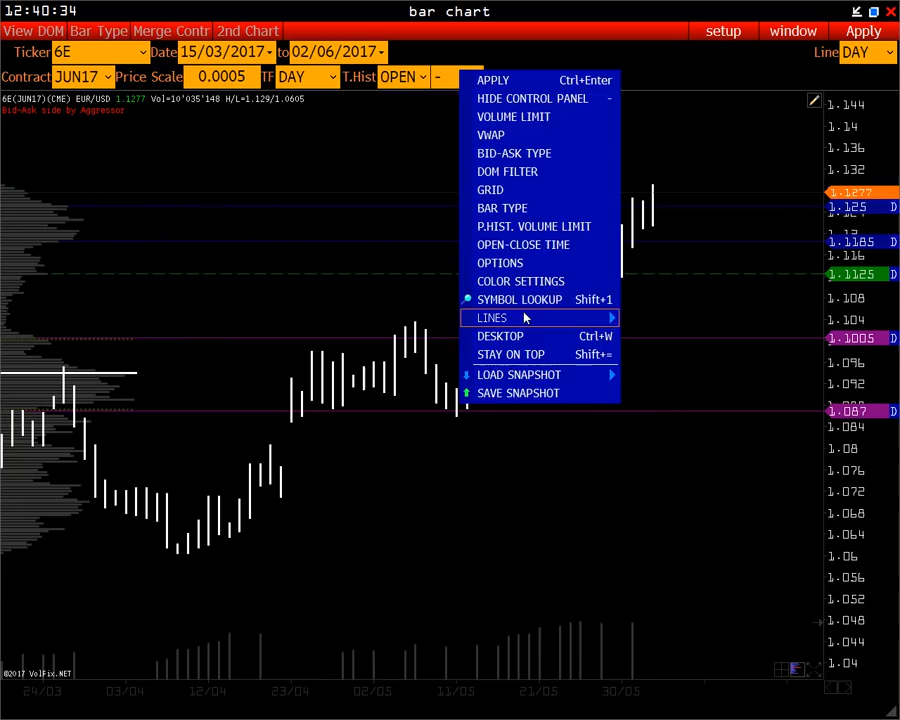 12:40:34
bar chart
View DOM Bar Type Merge Contr 2nd Chart setup window Apply
Ticker 6E Date 15/03/2017 to 02/06/2017 Line DAY
Contract JUN17 Price Scale 0.0005 TF DAY T.Hist OPEN -
6E(JUN17)(CME) EUR/USD 1.1277 Vol=10'035'148 H/L=1.129/1.0605
Bid-Ask side by Aggressor
APPLY Ctrl+Enter
HIDE CONTROL PANEL -
VOLUME LIMIT
VWAP
BID-ASK TYPE
DOM FILTER
GRID
BAR TYPE
P.HIST. VOLUME LIMIT
OPEN-CLOSE TIME
OPTIONS
COLOR SETTINGS
SYMBOL LOOKUP Shift+1
LINES
DESKTOP Ctrl+W
STAY ON TOP Shift+=
LOAD SNAPSHOT
SAVE SNAPSHOT
1.144
1.14
1.136
1.132
1.1277
1.125 D
1.1185 D
1.116
1.1125 D
1.108
1.104
1.1005 D
1.096
1.092
1.087 D
1.084
1.08
1.076
1.072
1.068
1.064
1.06
1.056
1.052
1.048
1.044
1.04
©2017 VolFix.NET
24/03 03/04 12/04 23/04 02/05 11/05 21/05 30/05